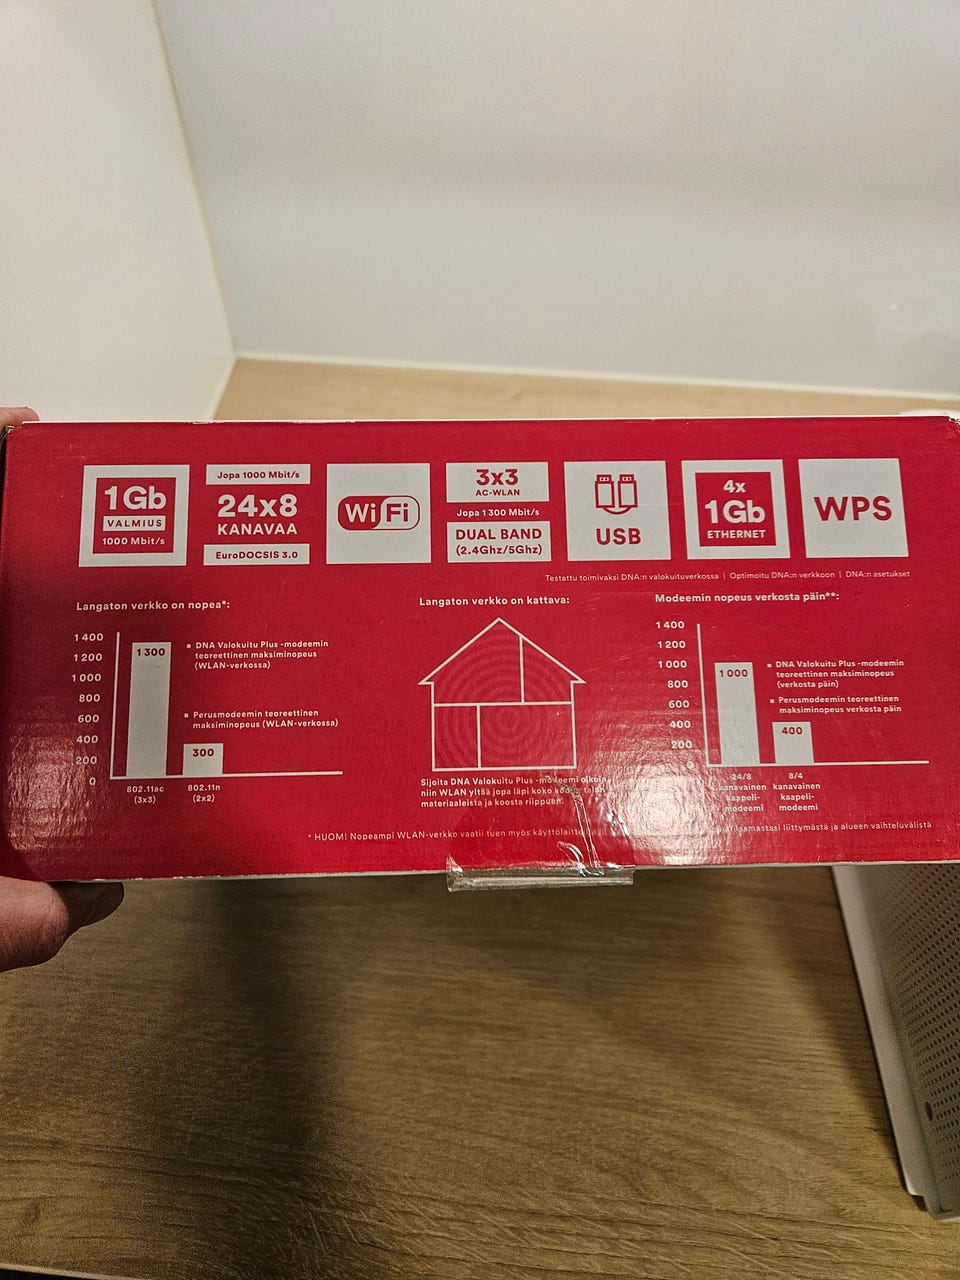 1Gb
VALMIUS
1000 Mbit/s
Jopa 1000 Mbit/s
24x8
KANAVAA
EuroDOCSIS 3.0
WiFi
3x3
AC-WLAN
Jopa 1300 Mbit/s
DUAL BAND
(2.4Ghz/5Ghz)
USB
4x
1Gb
ETHERNET
WPS
Testattu toimivaksi DNA:n valokuituverkossa | Optimoitu DNA:n verkkoon | DNA:n asetukset
Langaton verkko on nopea*:
1 400
1 200
1 000
800
600
400
200
0
1 300
300
802.11ac
(3x3)
802.11n
(2x2)
DNA Valokuitu Plus -modeemin
teoreettinen maksiminopeus
(WLAN-verkossa)
Perusmodeemin teoreettinen
maksiminopeus (WLAN-verkossa)
Langaton verkko on kattava:
Sijoita DNA Valokuitu Plus -modeemi oikein,
niin WLAN yltää jopa läpi koko kodin, talon
materiaaleista ja koosta riippuen.
Modeemin nopeus verkosta päin**:
1 400
1 200
1 000
800
600
400
200
0
1 000
400
24/8
kanavainen
kaapeli-
modeemi
8/4
kanavainen
kaapeli-
modeemi
DNA Valokuitu Plus -modeemin
teoreettinen maksiminopeus
(verkosta päin)
Perusmodeemin teoreettinen
maksiminopeus verkosta päin
* HUOM! Nopeampi WLAN-verkko vaatii tuen myös liittymästä ja alueen vaihteluvälistä